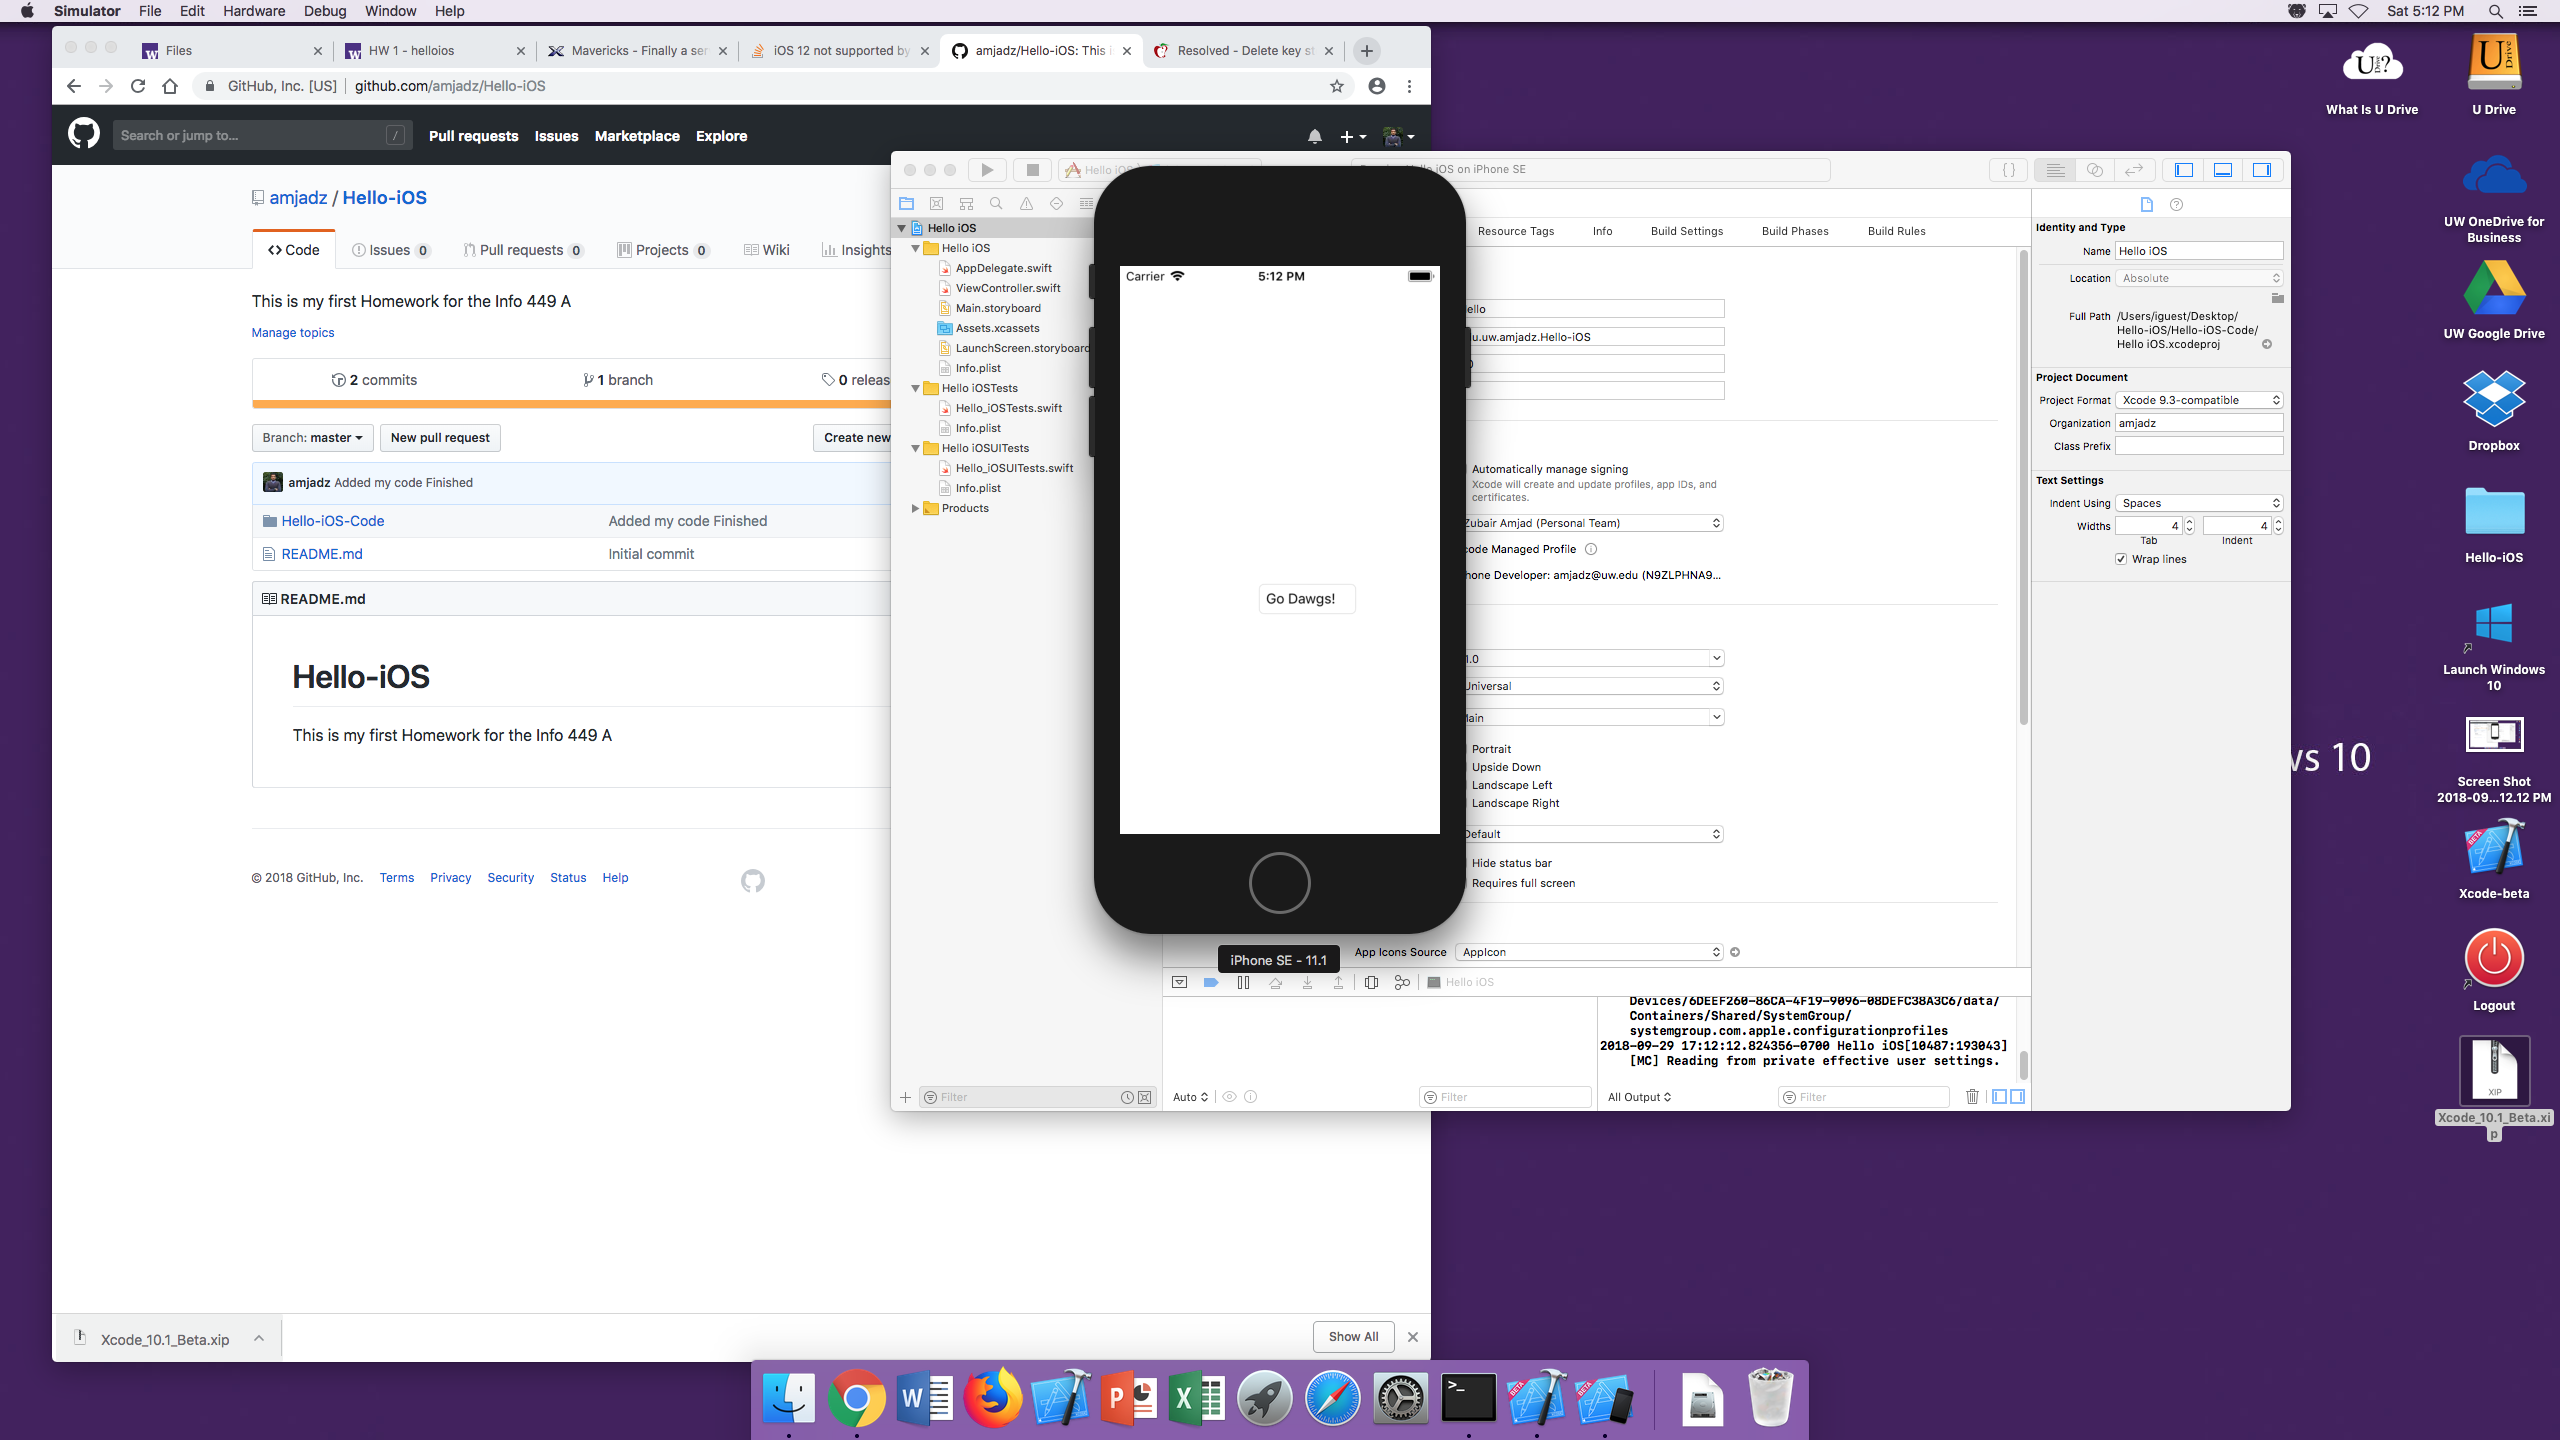 Simulator File Edit Hardware Debug Window Help
Sat 5:12 PM
Files
HW 1 - helloios
Mavericks - Finally a ser
iOS 12 not supported by
amjadz/Hello-iOS: This i
Resolved - Delete key st
GitHub, Inc. [US] | github.com/amjadz/Hello-iOS
Search or jump to...
/
Pull requests Issues Marketplace Explore
amjadz / Hello-iOS
Code
Issues 0
Pull requests 0
Projects 0
Wiki
Insights
This is my first Homework for the Info 449 A
Manage topics
2 commits
1 branch
0 releas
Branch: master
New pull request
Create new
amjadz Added my code Finished
Hello-iOS-Code
Added my code Finished
README.md
Initial commit
README.md
Hello-iOS
This is my first Homework for the Info 449 A
© 2018 GitHub, Inc. Terms Privacy Security Status Help
Xcode_10.1_Beta.xip
Show All
Hello iOS
iOS on iPhone SE
Hello iOS
Hello iOS
AppDelegate.swift
ViewController.swift
Main.storyboard
Assets.xcassets
LaunchScreen.storyboard
Info.plist
Hello iOSTests
Hello_iOSTests.swift
Info.plist
Hello iOSUITests
Hello_iOSUITests.swift
Info.plist
Products
Filter
Carrier
5:12 PM
Go Dawgs!
iPhone SE - 11.1
Resource Tags Info Build Settings Build Phases Build Rules
ello
u.uw.amjadz.Hello-iOS
Automatically manage signing
Xcode will create and update profiles, app IDs, and
certificates.
Zubair Amjad (Personal Team)
code Managed Profile
hone Developer: amjadz@uw.edu (N9ZLPHNA9...
1.0
Universal
Main
Portrait
Upside Down
Landscape Left
Landscape Right
Default
Hide status bar
Requires full screen
App Icons Source
AppIcon
Hello iOS
Devices/6DEEF260-86CA-4F19-9096-08DEFC38A3C6/data/
Containers/Shared/SystemGroup/
systemgroup.com.apple.configurationprofiles
2018-09-29 17:12:12.824356-0700 Hello iOS[10487:193043]
[MC] Reading from private effective user settings.
Auto
Filter
All Output
Filter
Identity and Type
Name Hello iOS
Location Absolute
Full Path /Users/iguest/Desktop/
Hello-iOS/Hello-iOS-Code/
Hello iOS.xcodeproj
Project Document
Project Format Xcode 9.3-compatible
Organization amjadz
Class Prefix
Text Settings
Indent Using Spaces
Widths 4 4
Tab Indent
Wrap lines
What Is U Drive
U Drive
UW OneDrive for
Business
UW Google Drive
Dropbox
Hello-iOS
Launch Windows
10
ws 10
Screen Shot
2018-09...12.12 PM
Xcode-beta
Logout
XIP
Xcode_10.1_Beta.xi
p